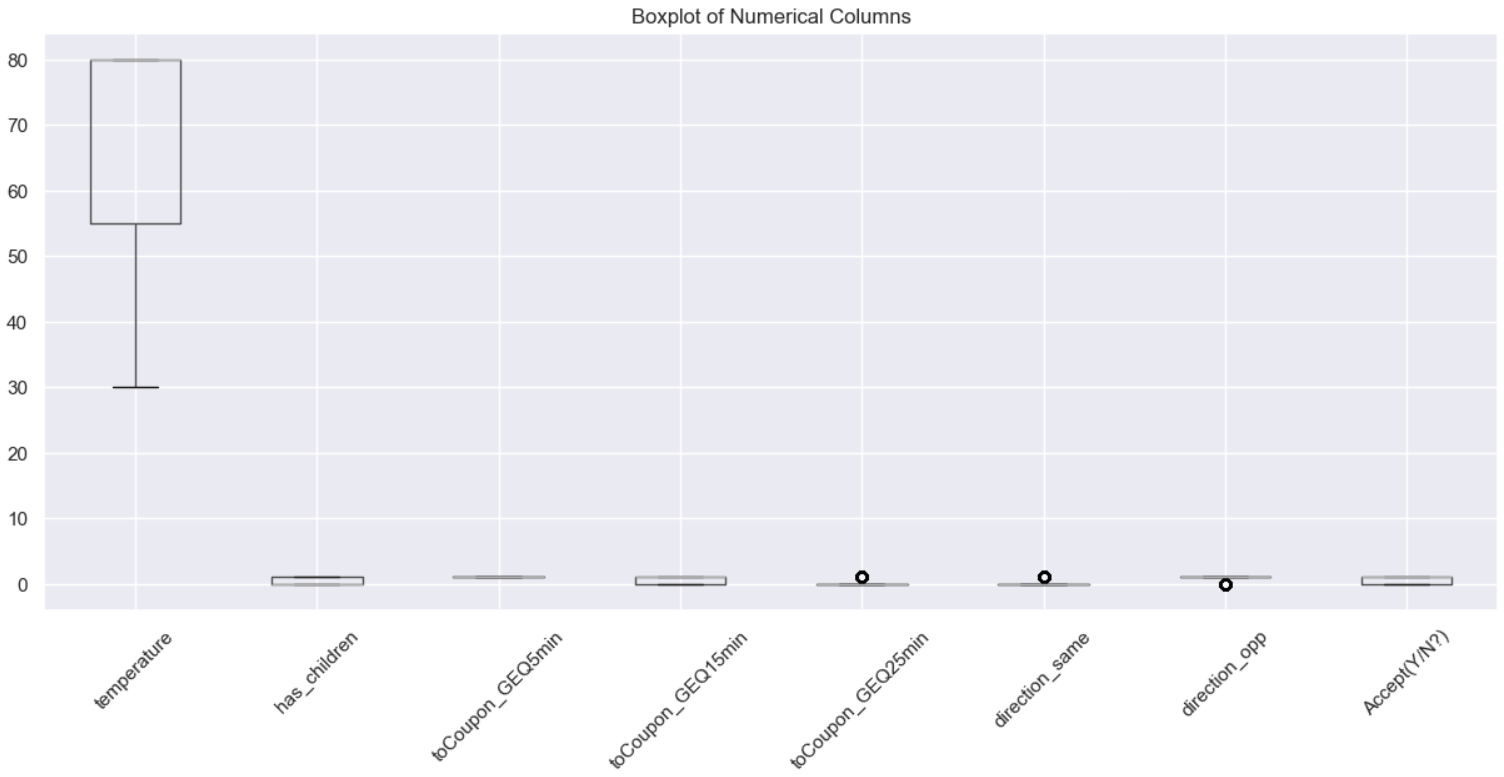 Boxplot of Numerical Columns
80
70
60
50
40
30
20
10
0
temperature
has_children
toCoupon_GEQ5min
toCoupon_GEQ15min
toCoupon_GEQ25min
direction_same
direction_opp
Accept(Y/N?)